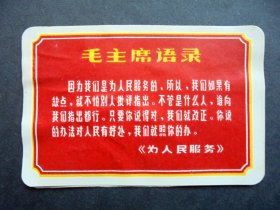 毛主席语录
因为我们是为人民服务的，所以，我们如果有
缺点，就不怕别人批评指出。不管是什么人，谁向
我们指出都行。只要你说得对，我们就改正。你说
的办法对人民有好处，我们就照你的办。
《为人民服务》